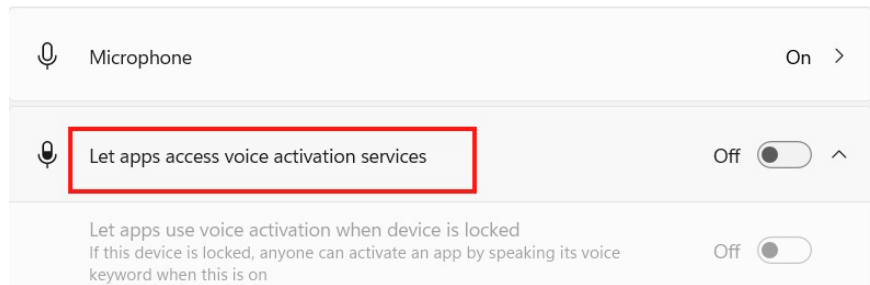 Microphone
On
Let apps access voice activation services
Off
Let apps use voice activation when device is locked
If this device is locked, anyone can activate an app by speaking its voice
keyword when this is on
Off